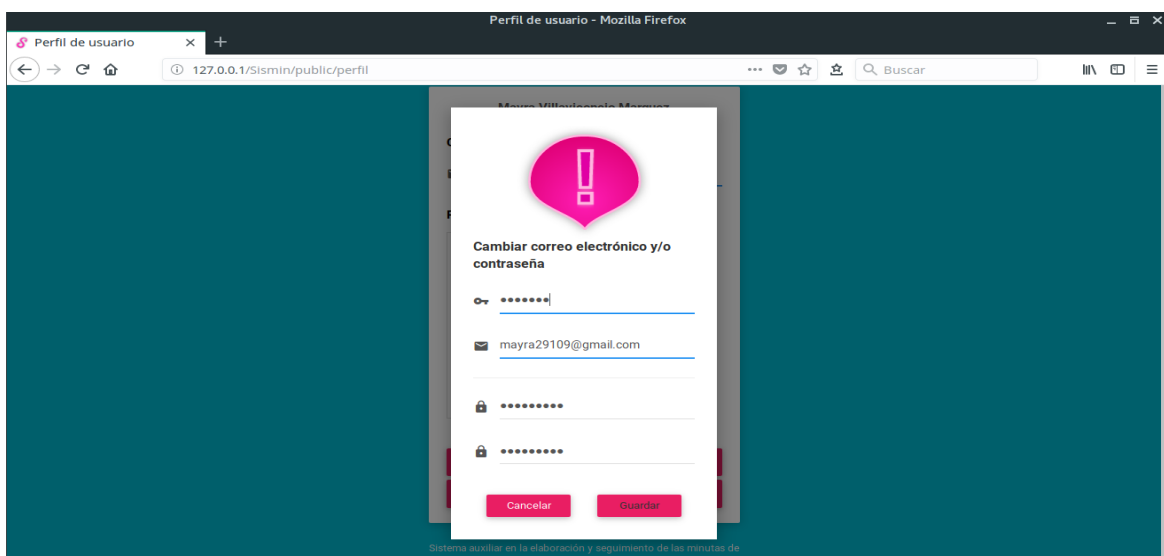 Perfil de usuario - Mozilla Firefox
Perfil de usuario
127.0.0.1/Sismin/public/perfil
Buscar
Cambiar correo electrónico y/o
contraseña
•••••••
mayra29109@gmail.com
•••••••••
•••••••••
Cancelar Guardar
Sistema auxiliar en la elaboración y seguimiento de las minutas de